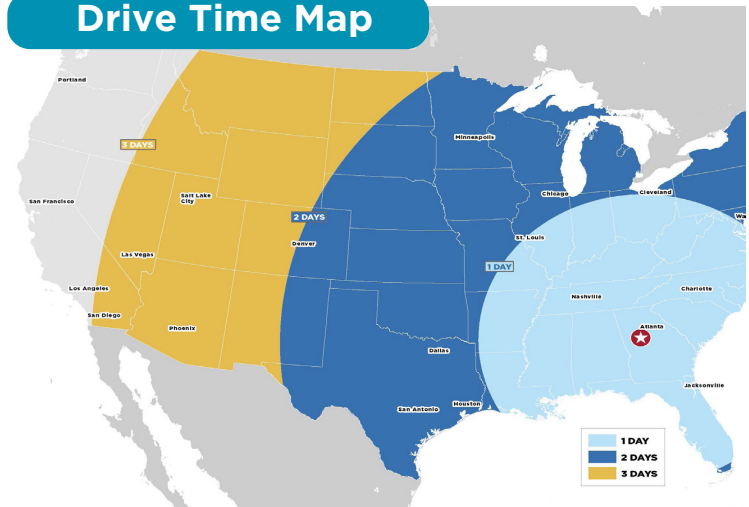 Drive Time Map
Portland
Minneapolis
3 DAYS
Salt Lake
City
Chicago
Cleveland
San Francisco
2 DAYS
Wa
Denver
St. Louis
Las Vegas
1 DAY
Los Angeles
Nashville
Charlotte
San Diego
Phoenix
Atlanta
Dallas
Jacksonville
San Antonio
Houston
1 DAY
2 DAYS
3 DAYS
4